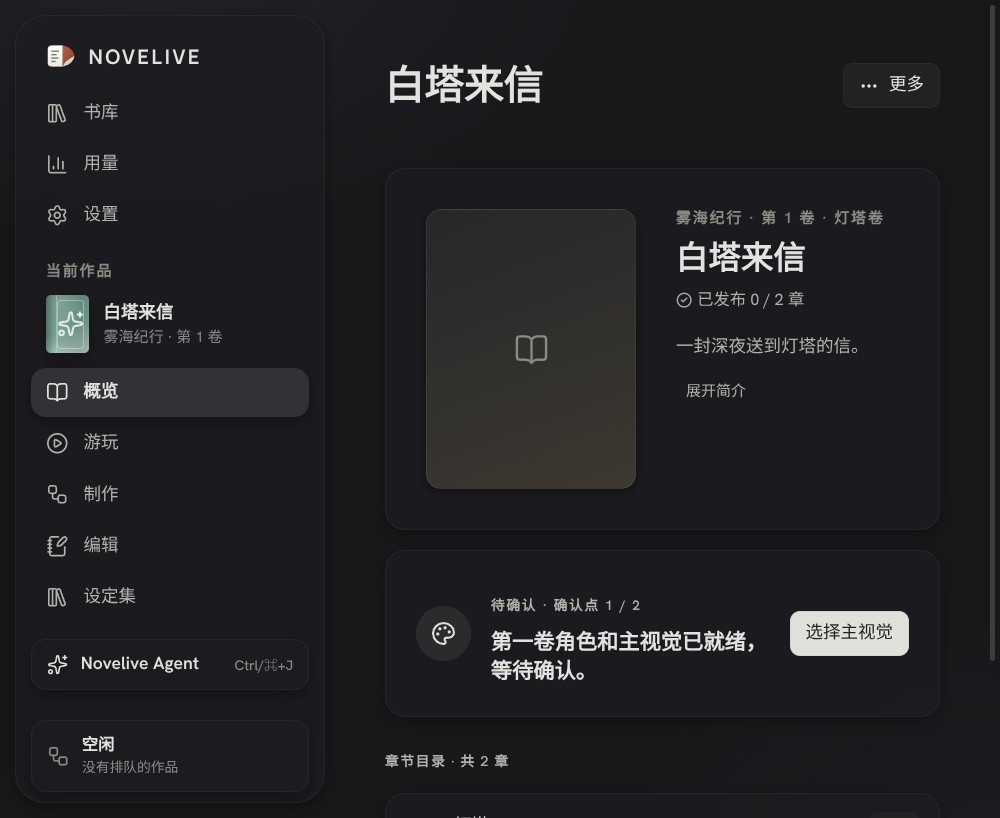 NOVELIVE
书库
用量
设置
当前作品
白塔来信
雾海纪行 · 第 1 卷
概览
游玩
制作
编辑
设定集
Novelive Agent
Ctrl/⌘+J
空闲
没有排队的作品
白塔来信
更多
雾海纪行 · 第 1 卷 · 灯塔卷
白塔来信
已发布 0 / 2 章
一封深夜送到灯塔的信。
展开简介
待确认 · 确认点 1 / 2
第一卷角色和主视觉已就绪，
等待确认。
选择主视觉
章节目录 · 共 2 章